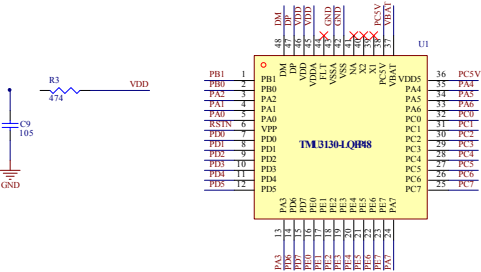 DM DP VDD VDD GND GND PC5V VBAT
48 47 46 45 44 43 42 41 40 39 38 37
U1
DM DP VDD VDDA FLT VSSA VSS NA X2 X1 PC5V VBAT
R3
474
VDD
C9
105
GND
PB1 1 PB1 VDD5 36 PC5V
PB0 2 PB0 PA4 35 PA4
PA2 3 PA1 PA5 34 PA5
PA1 4 PA1 PA6 33 PA6
PA0 5 PA0 PC0 32 PC0
RSTN 6 VPP PC1 31 PC1
PD0 7 PD0 PC2 30 PC2
PD1 8 PD1 PC3 29 PC3
TMU3130-LQH48
PD2 9 PD2 PC4 28 PC4
PD3 10 PD3 PC5 27 PC5
PD4 11 PD4 PC6 26 PC6
PD5 12 PD5 PC7 25 PC7
PA3 PD6 PD7 PE0 PE1 PE2 PE3 PE4 PE5 PE6 PE7 PA7
13 14 15 16 17 18 19 20 21 22 23 24
PA3 PD6 PD7 PE0 PE1 PE2 PE3 PE4 PE5 PE6 PE7 PA7